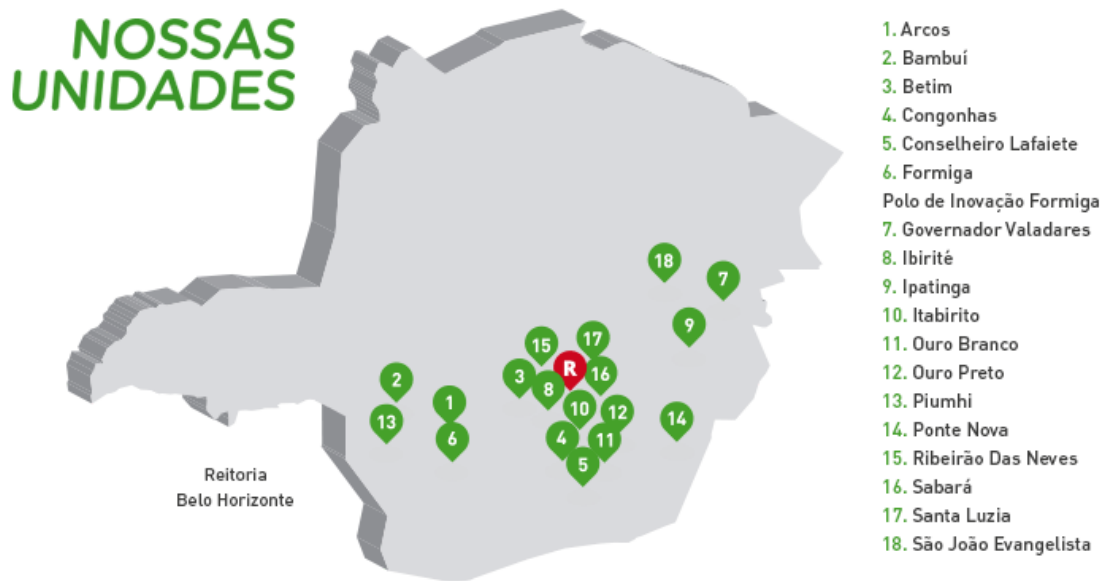 NOSSAS
UNIDADES
1. Arcos
2. Bambuí
3. Betim
4. Congonhas
5. Conselheiro Lafaiete
6. Formiga
Polo de Inovação Formiga
7. Governador Valadares
8. Ibirité
9. Ipatinga
10. Itabirito
11. Ouro Branco
12. Ouro Preto
13. Piumhi
14. Ponte Nova
15. Ribeirão Das Neves
16. Sabará
17. Santa Luzia
18. São João Evangelista
18
7
9
17
15
R
16
3
8
2
1
10
12
13
14
6
4
11
5
Reitoria
Belo Horizonte